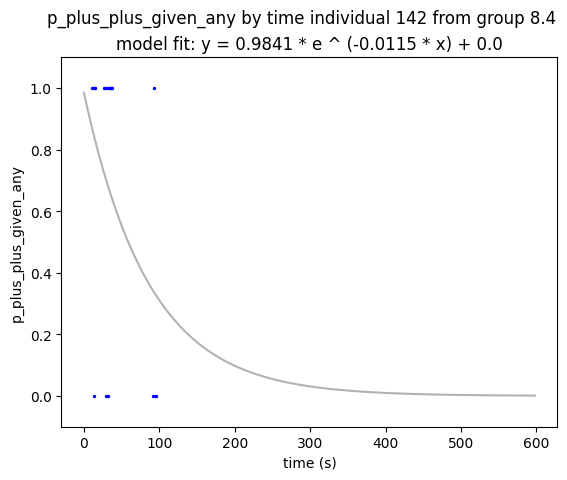 p_plus_plus_given_any by time individual 142 from group 8.4
model fit: y = 0.9841 * e ^ (-0.0115 * x) + 0.0
1.0
0.8
0.6
0.4
0.2
0.0
p_plus_plus_given_any
0 100 200 300 400 500 600
time (s)